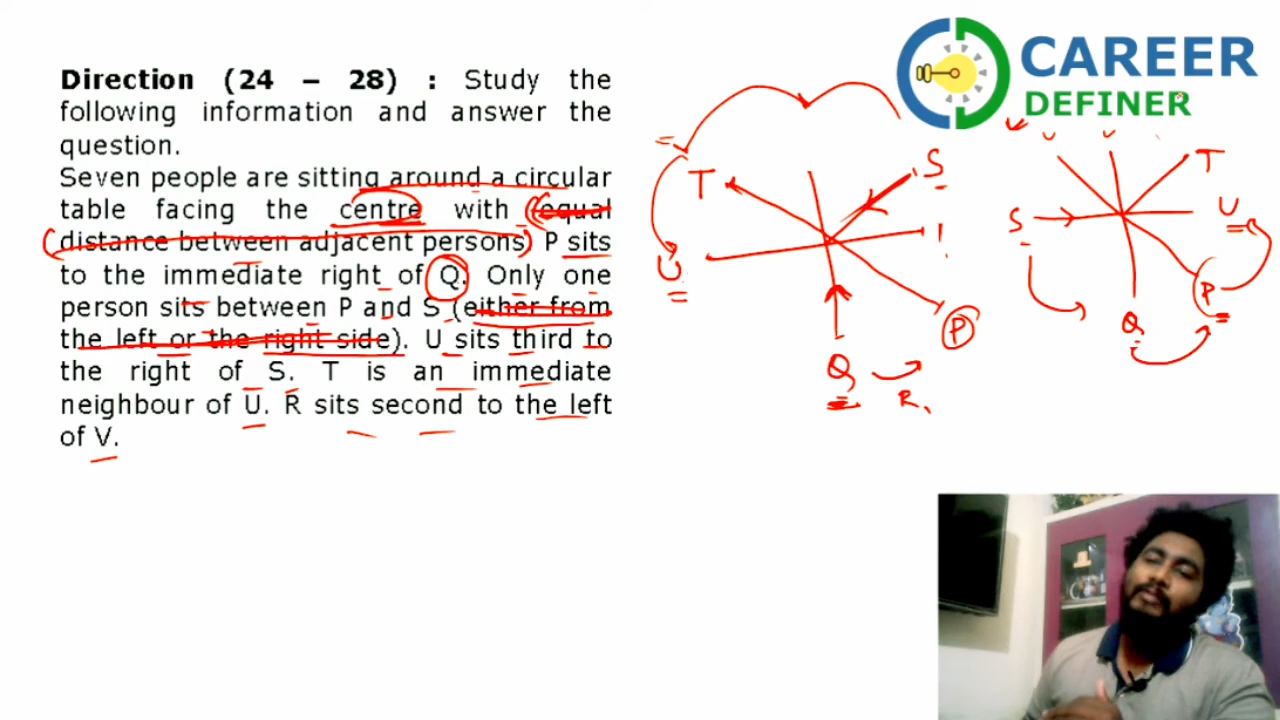 Direction (24 – 28) : Study the
following information and answer the
question.
Seven people are sitting around a circular
table facing the centre with (equal
distance between adjacent persons) P sits
to the immediate right of Q. Only one
person sits between P and S (either from
the left or the right side). U sits third to
the right of S. T is an immediate
neighbour of U. R sits second to the left
of V.
CAREER
DEFINER
T
S
U
P
Q
R
T
S
U
P
Q